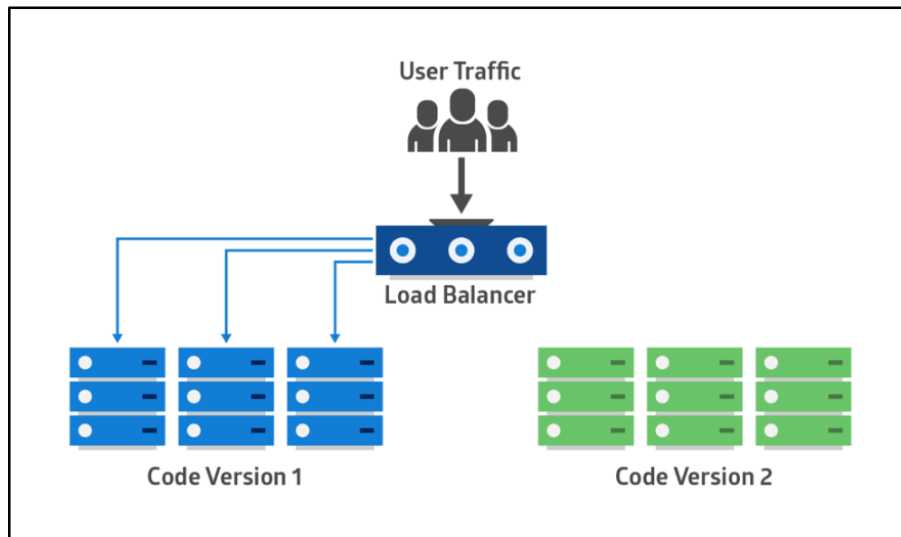 User Traffic
Load Balancer
Code Version 1
Code Version 2